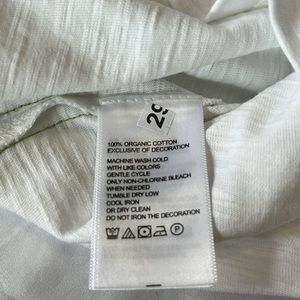 29
100% ORGANIC COTTON
EXCLUSIVE OF DECORATION
MACHINE WASH COLD
WITH LIKE COLORS
GENTLE CYCLE
ONLY NON-CHLORINE BLEACH
WHEN NEEDED
TUMBLE DRY LOW
COOL IRON
OR DRY CLEAN
DO NOT IRON THE DECORATION
P